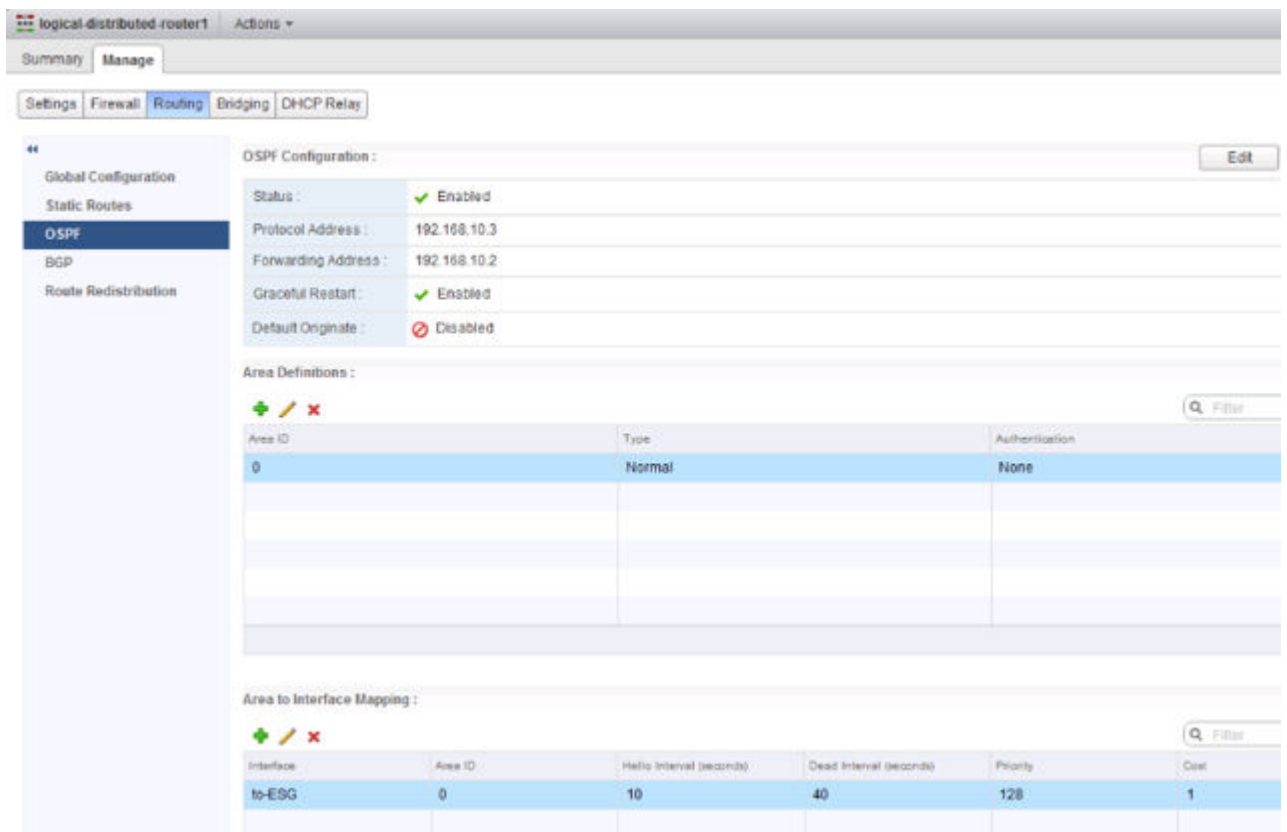 logical-distributed-router1 Actions
Summary Manage
Settings Firewall Routing Bridging DHCP Relay
Global Configuration
Static Routes
OSPF
BGP
Route Redistribution
OSPF Configuration :
Edit
Status : Enabled
Protocol Address : 192.168.10.3
Forwarding Address : 192.168.10.2
Graceful Restart : Enabled
Default Originate : Disabled
Area Definitions :
Filter
Area ID Type Authentication
0 Normal None
Area to Interface Mapping :
Filter
Interface Area ID Hello Interval (seconds) Dead Interval (seconds) Priority Cost
to-ESG 0 10 40 128 1